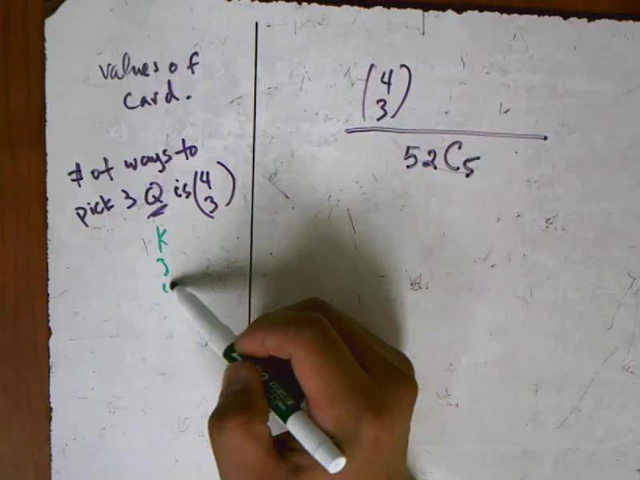 values of
card.
# of ways to
pick 3 Q is (4 3)
K
J
(4 3)
52C5